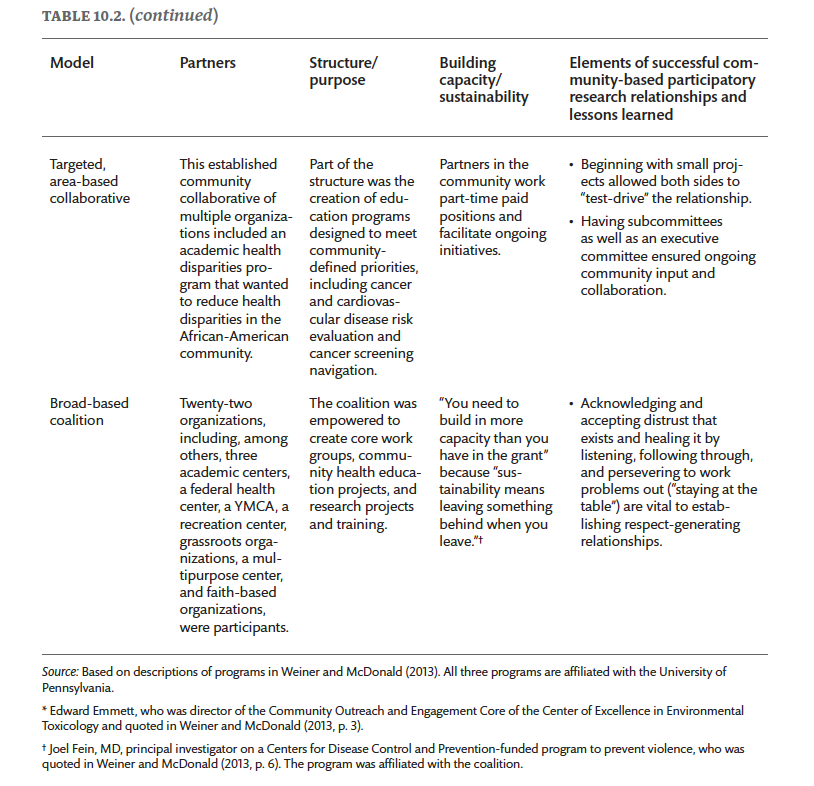 TABLE 10.2. (continued)
Model
Partners
Structure/
purpose
Building
capacity/
sustainability
Elements of successful com-
munity-based participatory
research relationships and
lessons learned
Targeted,
area-based
collaborative
This established
community
collaborative of
multiple organiza-
tions included an
academic health
disparities pro-
gram that wanted
to reduce health
disparities in the
African-American
community.
Part of the
structure was the
creation of edu-
cation programs
designed to meet
community-
defined priorities,
including cancer
and cardiovas-
cular disease risk
evaluation and
cancer screening
navigation.
Partners in the
community work
part-time paid
positions and
facilitate ongoing
initiatives.
• Beginning with small proj-
ects allowed both sides to
“test-drive” the relationship.
• Having subcommittees
as well as an executive
committee ensured ongoing
community input and
collaboration.
Broad-based
coalition
Twenty-two
organizations,
including, among
others, three
academic centers,
a federal health
center, a YMCA, a
recreation center,
grassroots orga-
nizations, a mul-
tipurpose center,
and faith-based
organizations,
were participants.
The coalition was
empowered to
create core work
groups, commu-
nity health educa-
tion projects, and
research projects
and training.
“You need to
build in more
capacity than you
have in the grant”
because “sus-
tainability means
leaving something
behind when you
leave.”†
• Acknowledging and
accepting distrust that
exists and healing it by
listening, following through,
and persevering to work
problems out (“staying at the
table”) are vital to estab-
lishing respect-generating
relationships.
Source: Based on descriptions of programs in Weiner and McDonald (2013). All three programs are affiliated with the University of
Pennsylvania.
* Edward Emmett, who was director of the Community Outreach and Engagement Core of the Center of Excellence in Environmental
Toxicology and quoted in Weiner and McDonald (2013, p. 3).
† Joel Fein, MD, principal investigator on a Centers for Disease Control and Prevention-funded program to prevent violence, who was
quoted in Weiner and McDonald (2013, p. 6). The program was affiliated with the coalition.